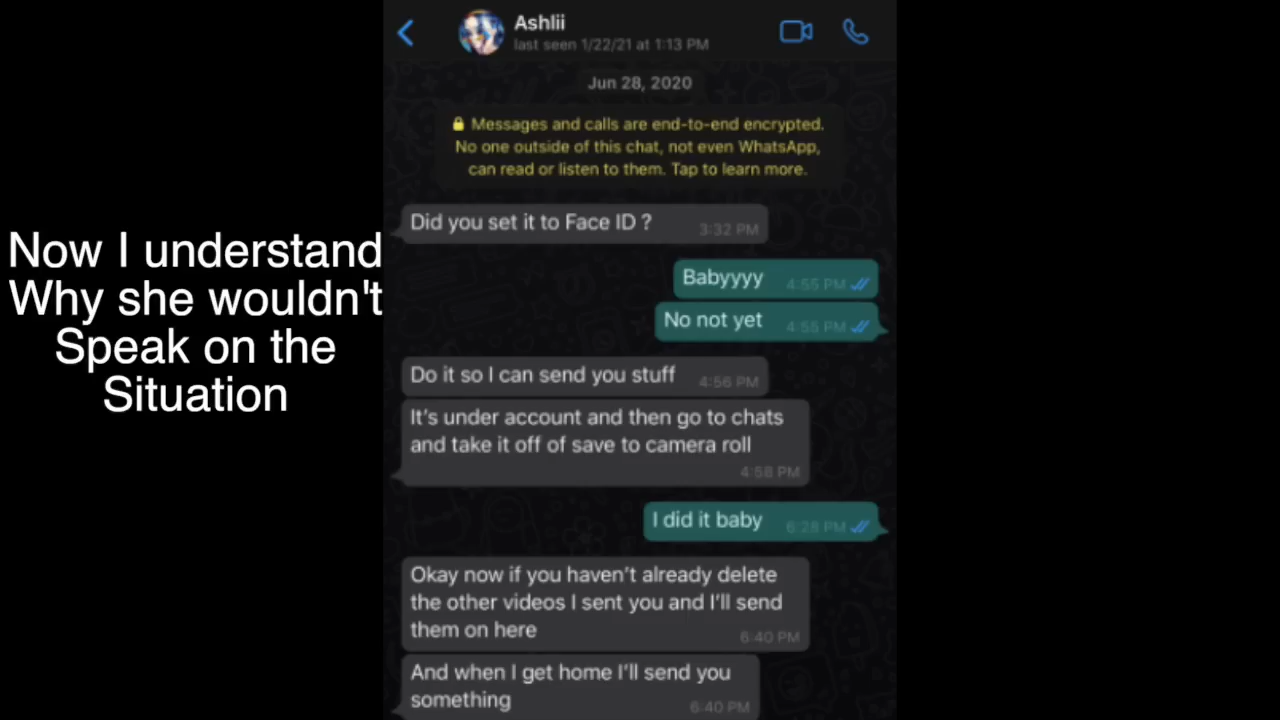 Ashlii
last seen 1/22/21 at 1:13 PM
Jun 28, 2020
Messages and calls are end-to-end encrypted.
No one outside of this chat, not even WhatsApp,
can read or listen to them. Tap to learn more.
Did you set it to Face ID ?
3:32 PM
Babyyyy
4:55 PM
No not yet
4:55 PM
Do it so I can send you stuff
4:56 PM
It's under account and then go to chats
and take it off of save to camera roll
4:58 PM
I did it baby
6:28 PM
Okay now if you haven't already delete
the other videos I sent you and I'll send
them on here
6:40 PM
And when I get home I'll send you
something
6:40 PM
Now I understand
Why she wouldn't
Speak on the
Situation